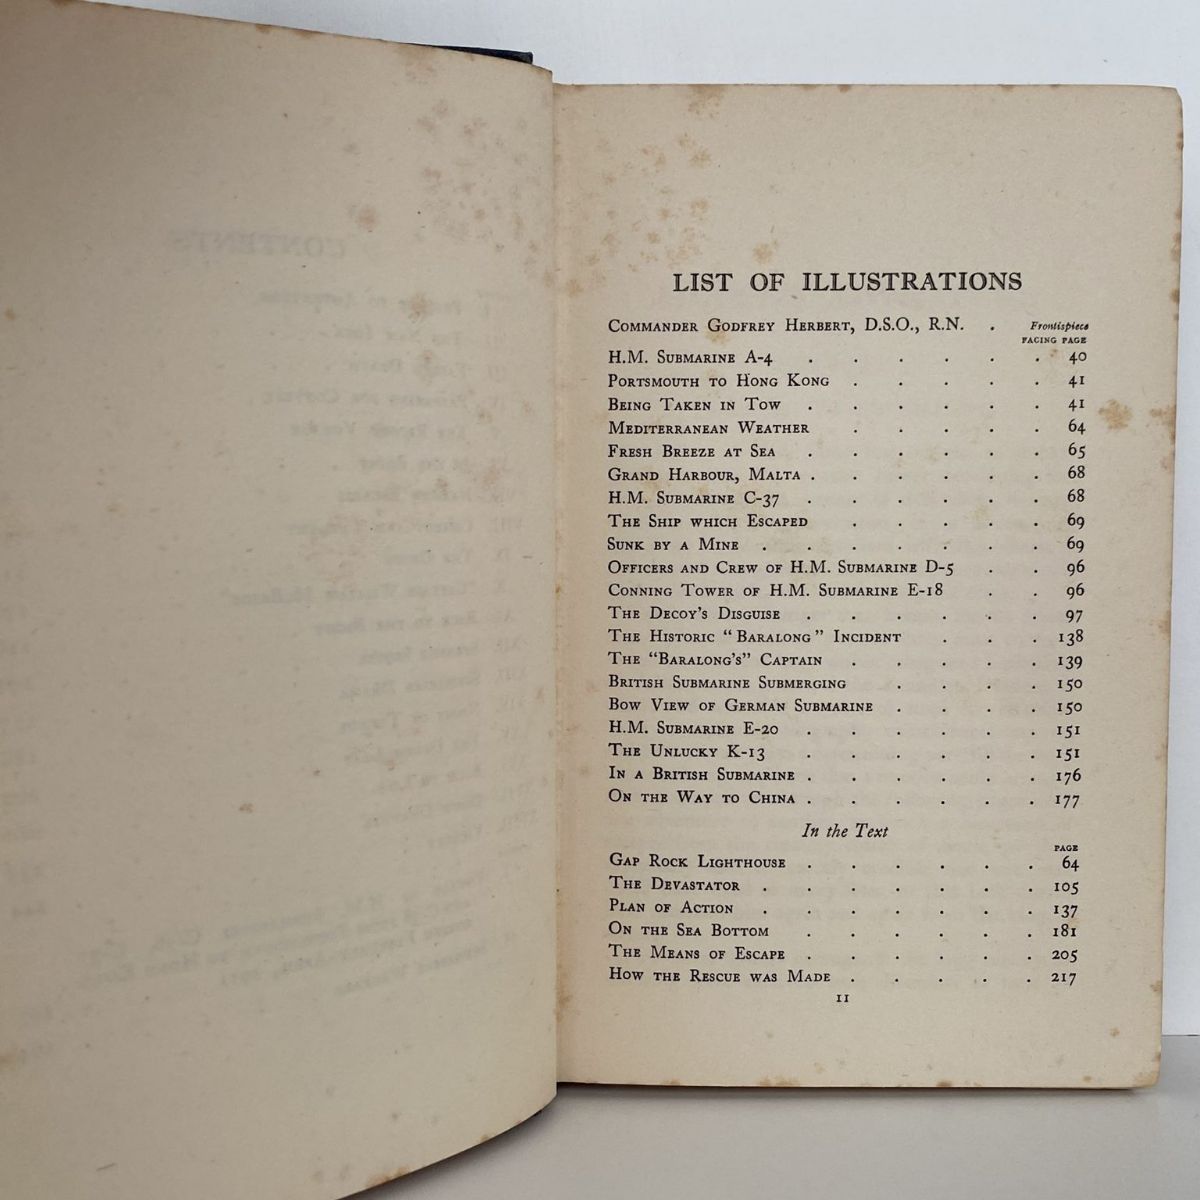 CONTENTS
LIST OF ILLUSTRATIONS
Commander Godfrey Herbert, D.S.O., R.N. . Frontispiece
FACING PAGE
H.M. Submarine A-4 . . . . . . 40
Portsmouth to Hong Kong . . . . . 41
Being Taken in Tow . . . . . . 41
Mediterranean Weather . . . . . 64
Fresh Breeze at Sea . . . . . . 65
Grand Harbour, Malta . . . . . . 68
H.M. Submarine C-37 . . . . . . 68
The Ship which Escaped . . . . . 69
Sunk by a Mine . . . . . . . 69
Officers and Crew of H.M. Submarine D-5 . . 96
Conning Tower of H.M. Submarine E-18 . . 96
The Decoy's Disguise . . . . . . 97
The Historic "Baralong" Incident . . . 138
The "Baralong's" Captain . . . . . 139
British Submarine Submerging . . . . 150
Bow View of German Submarine . . . . 150
H.M. Submarine E-20 . . . . . . 151
The Unlucky K-13 . . . . . . 151
In a British Submarine . . . . . . 176
On the Way to China . . . . . . 177
In the Text
PAGE
Gap Rock Lighthouse . . . . . . 64
The Devastator . . . . . . . 105
Plan of Action . . . . . . . 137
On the Sea Bottom . . . . . . 181
The Means of Escape . . . . . . 205
How the Rescue was Made . . . . . 217
11